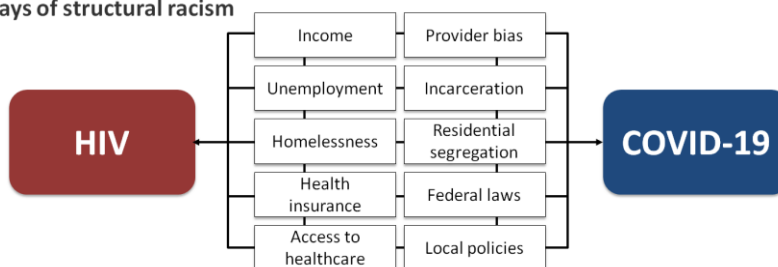 ays of structural racism
Income
Provider bias
Unemployment
Incarceration
HIV
Homelessness
Residential
segregation
COVID-19
Health
insurance
Federal laws
Access to
healthcare
Local policies